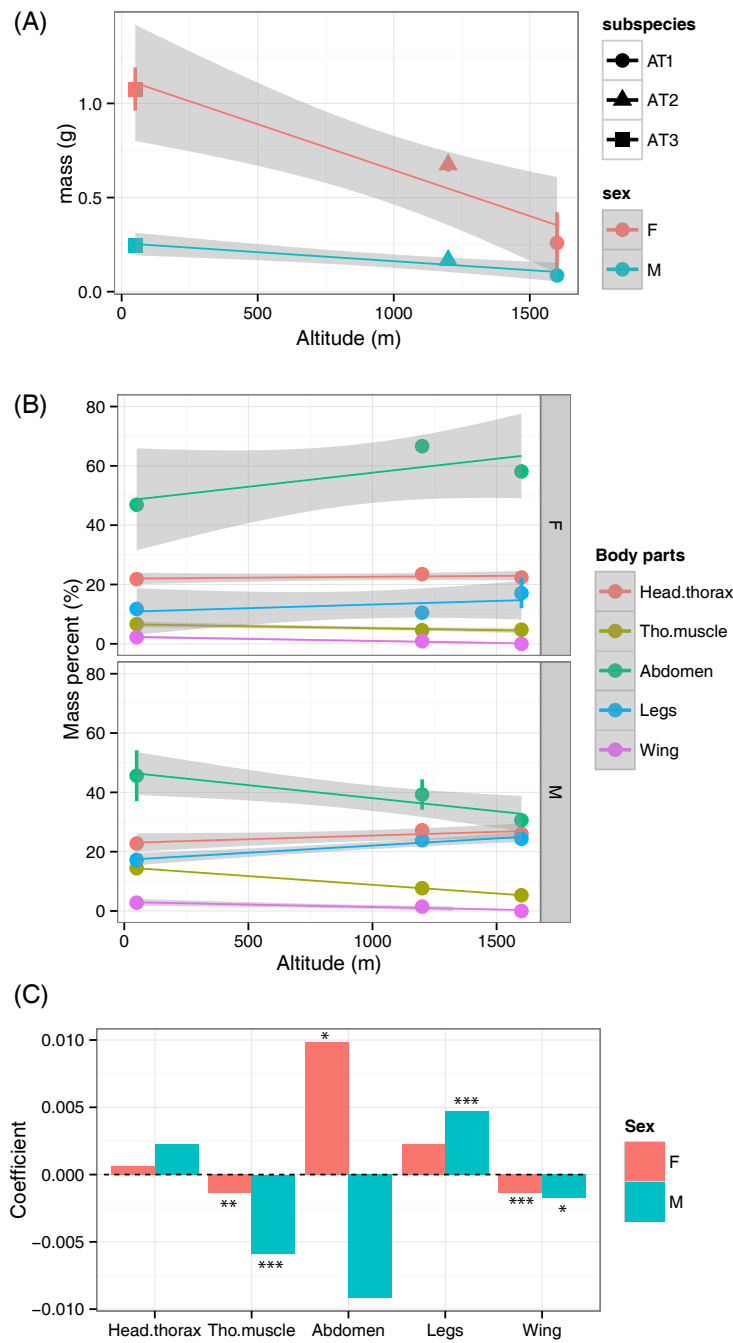 (A)
mass (g)
1.0
0.5
0.0
0
500
1000
1500
Altitude (m)
subspecies
AT1
AT2
AT3
sex
F
M
(B)
Mass percent (%)
80
60
40
20
0
F
80
60
40
20
0
M
0
500
1000
1500
Altitude (m)
Body parts
Head.thorax
Tho.muscle
Abdomen
Legs
Wing
(C)
Coefficient
0.010
0.005
0.000
−0.005
−0.010
**
***
*
***
***
*
Head.thorax
Tho.muscle
Abdomen
Legs
Wing
Sex
F
M